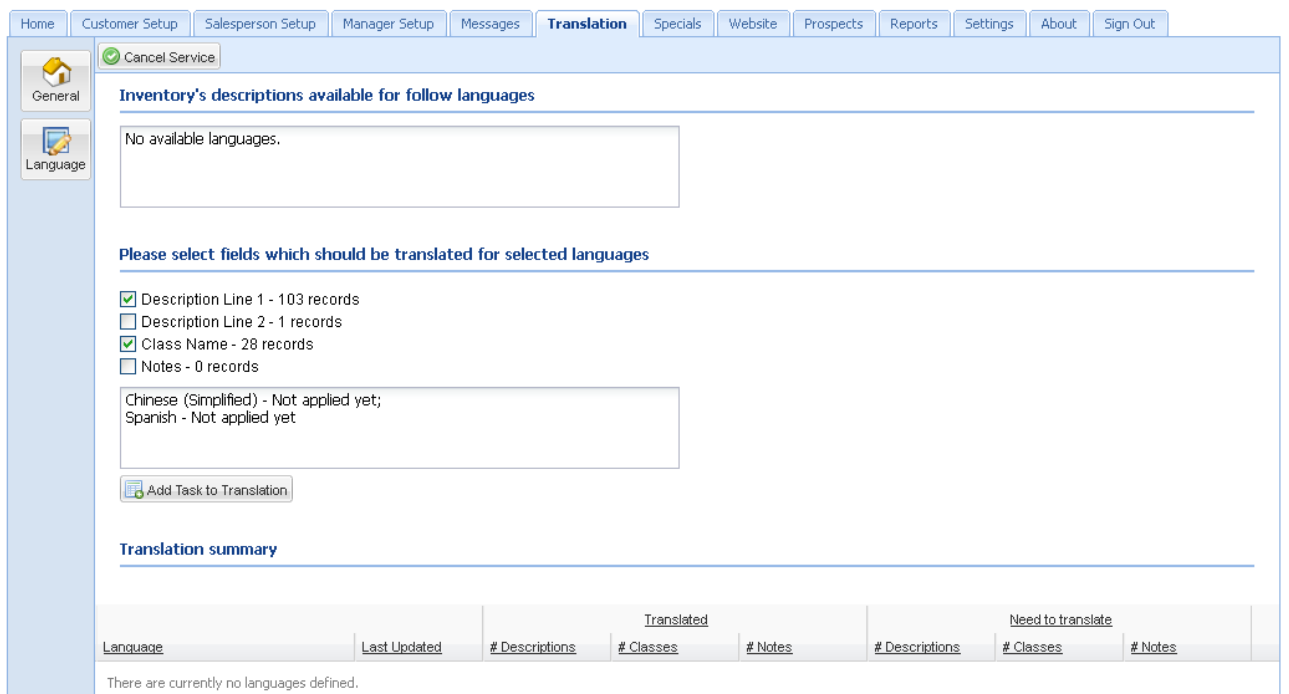 Home Customer Setup Salesperson Setup Manager Setup Messages Translation Specials Website Prospects Reports Settings About Sign Out
General
Language
Cancel Service
Inventory's descriptions available for follow languages
No available languages.
Please select fields which should be translated for selected languages
Description Line 1 - 103 records
Description Line 2 - 1 records
Class Name - 28 records
Notes - 0 records
Chinese (Simplified) - Not applied yet;
Spanish - Not applied yet
Add Task to Translation
Translation summary
Translated Need to translate
Language Last Updated # Descriptions # Classes # Notes # Descriptions # Classes # Notes
There are currently no languages defined.